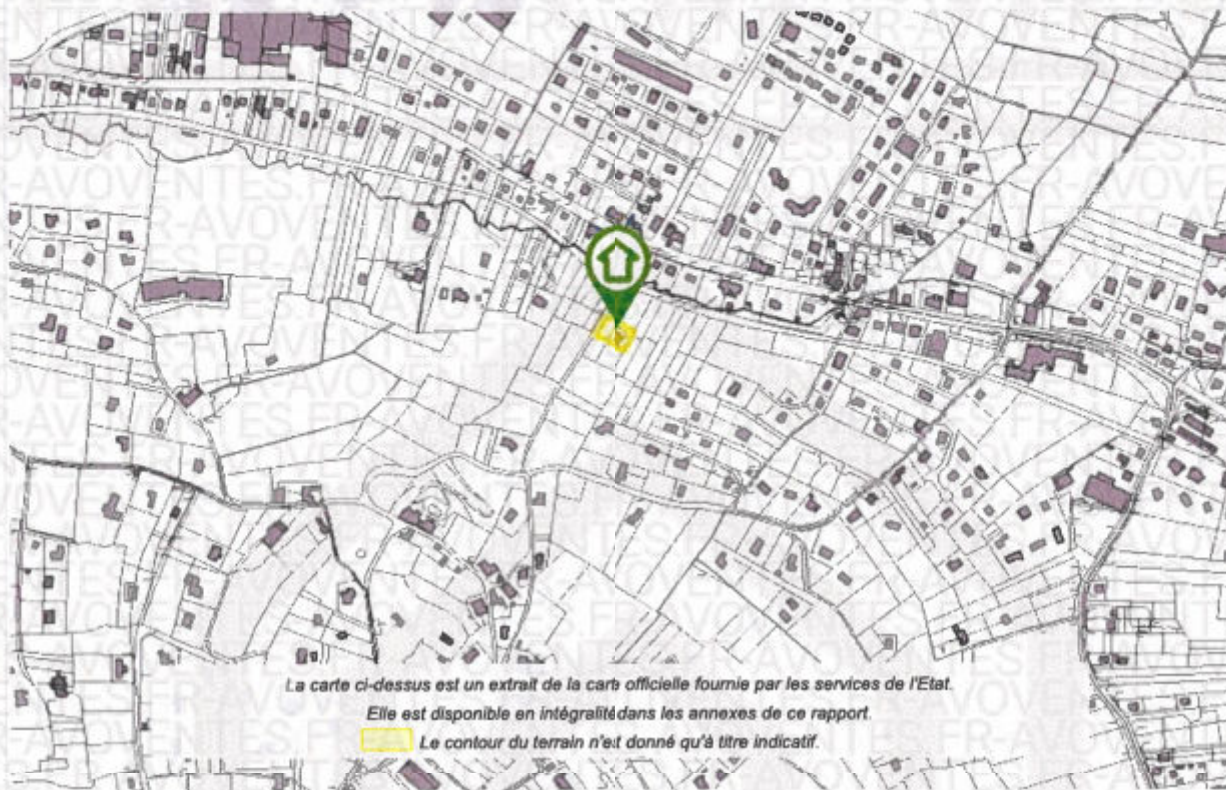 La carte ci-dessus est un extrait de la carte officielle fournie par les services de l'Etat.
Elle est disponible en intégralitédans les annexes de ce rapport.
Le contour du terrain n'est donné qu'à titre indicatif.